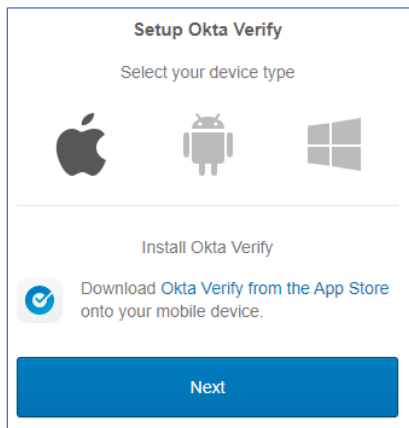 Setup Okta Verify
Select your device type
Install Okta Verify
Download Okta Verify from the App Store
onto your mobile device.
Next